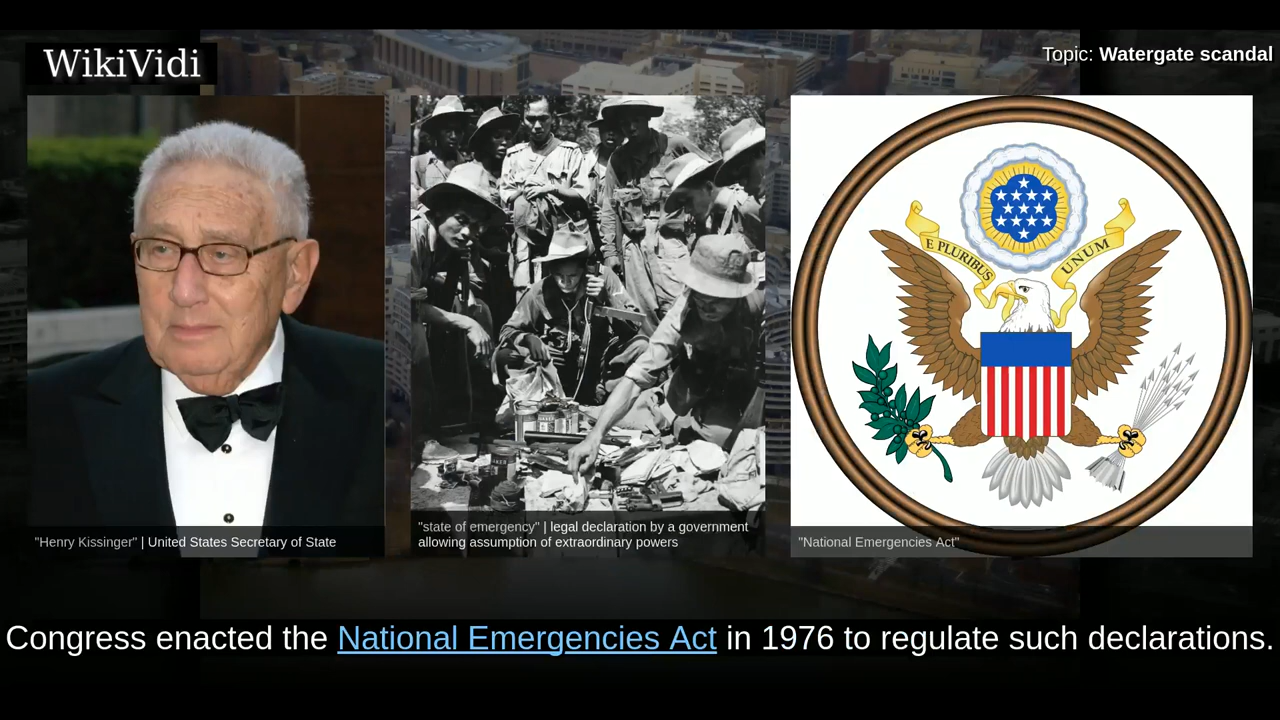 WikiVidi
Topic: Watergate scandal
E PLURIBUS UNUM
"Henry Kissinger" | United States Secretary of State
"state of emergency" | legal declaration by a government
allowing assumption of extraordinary powers
"National Emergencies Act"
Congress enacted the National Emergencies Act in 1976 to regulate such declarations.